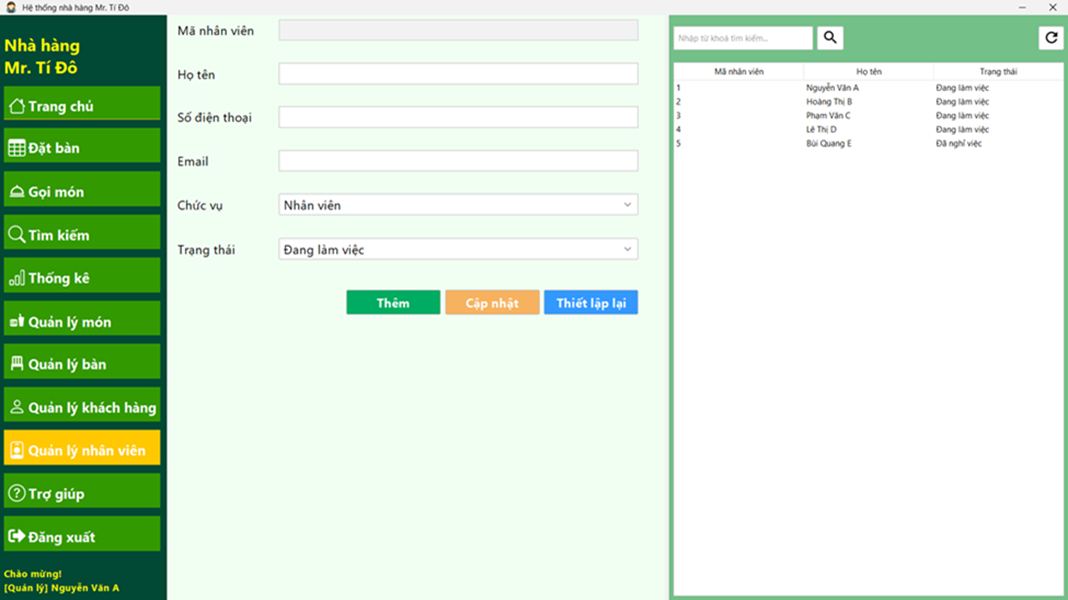 Hệ thống nhà hàng Mr. Tí Đô
Nhà hàng
Mr. Tí Đô
Trang chủ
Đặt bàn
Gọi món
Tìm kiếm
Thống kê
Quản lý món
Quản lý bàn
Quản lý khách hàng
Quản lý nhân viên
Trợ giúp
Đăng xuất
Chào mừng!
[Quản lý] Nguyễn Văn A
Mã nhân viên
Họ tên
Số điện thoại
Email
Chức vụ Nhân viên
Trạng thái Đang làm việc
Thêm Cập nhật Thiết lập lại
Nhập từ khoá tìm kiếm...
Mã nhân viên Họ tên Trạng thái
1 Nguyễn Văn A Đang làm việc
2 Hoàng Thị B Đang làm việc
3 Phạm Văn C Đang làm việc
4 Lê Thị D Đang làm việc
5 Bùi Quang E Đã nghỉ việc